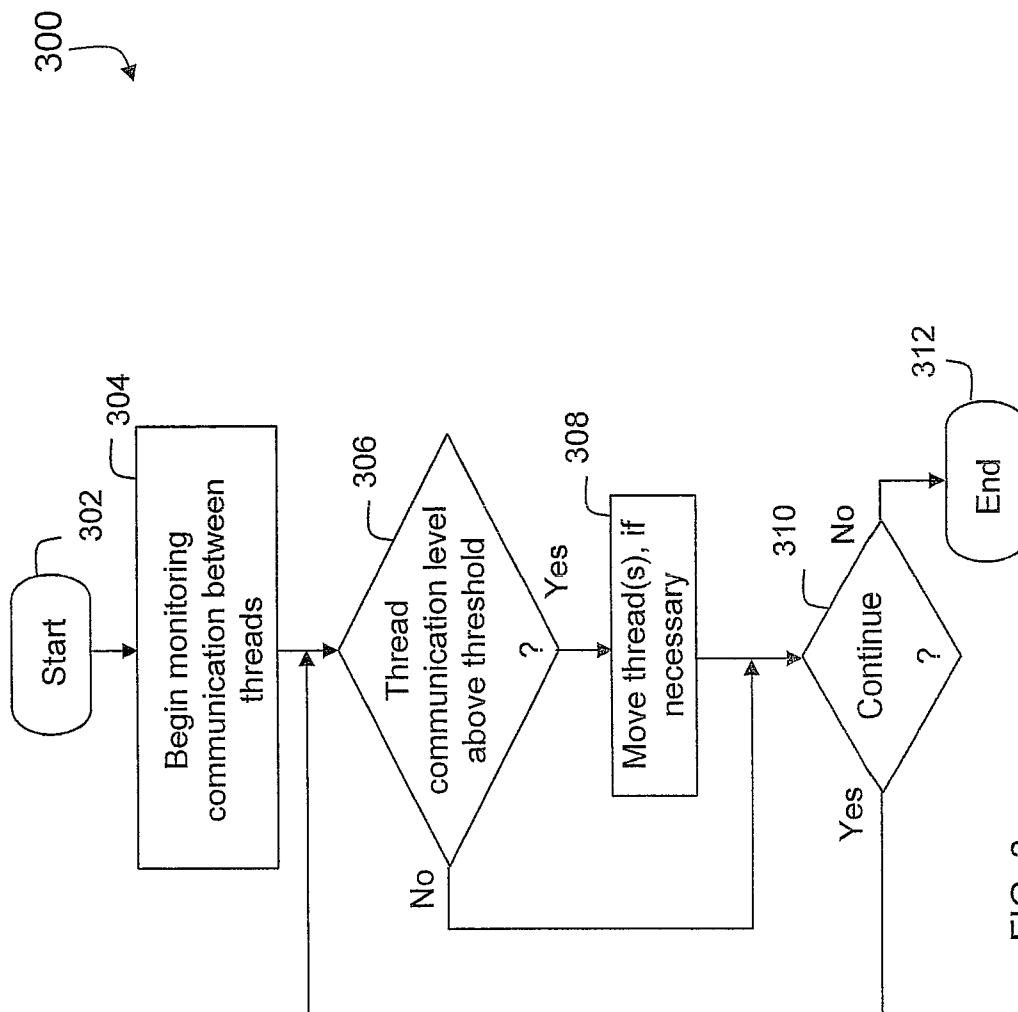 300
Start
302
Begin monitoring
communication between
threads
304
Thread
communication level
above threshold
?
306
No
Yes
Move thread(s), if
necessary
308
Continue
?
310
Yes
No
End
312
FIG.